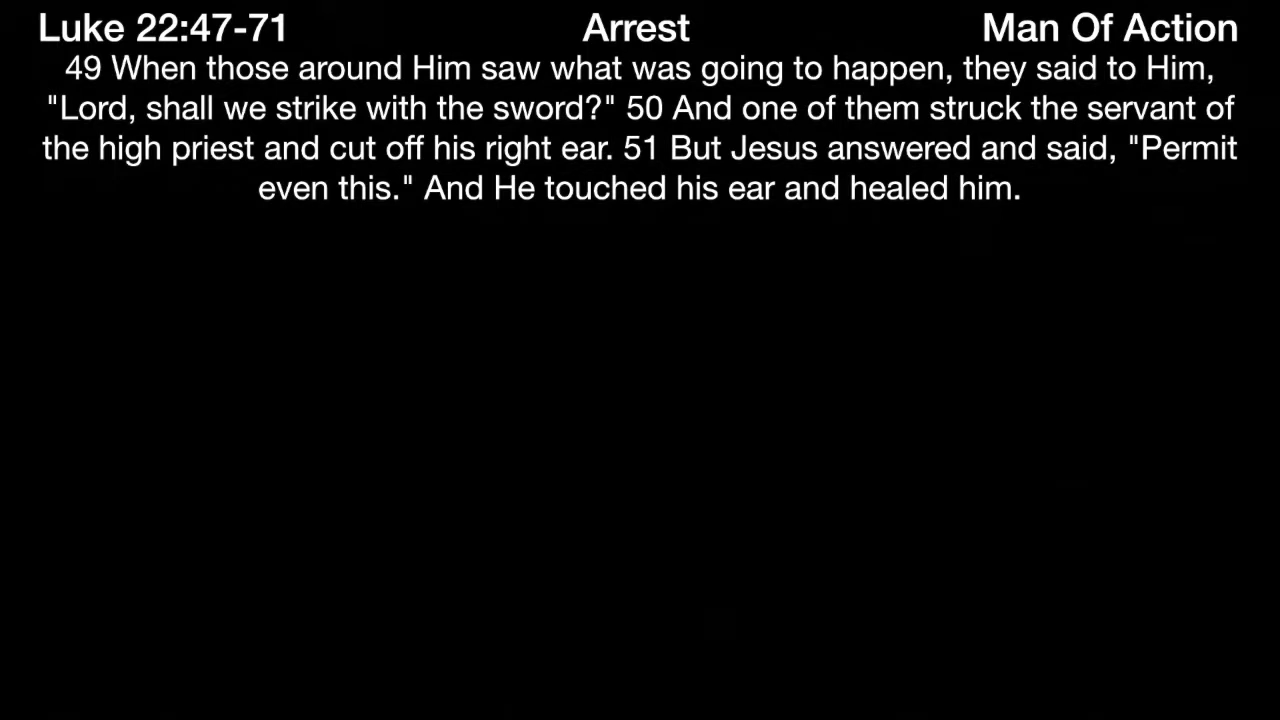 Luke 22:47-71 Arrest Man Of Action
49 When those around Him saw what was going to happen, they said to Him,
"Lord, shall we strike with the sword?" 50 And one of them struck the servant of
the high priest and cut off his right ear. 51 But Jesus answered and said, "Permit
even this." And He touched his ear and healed him.